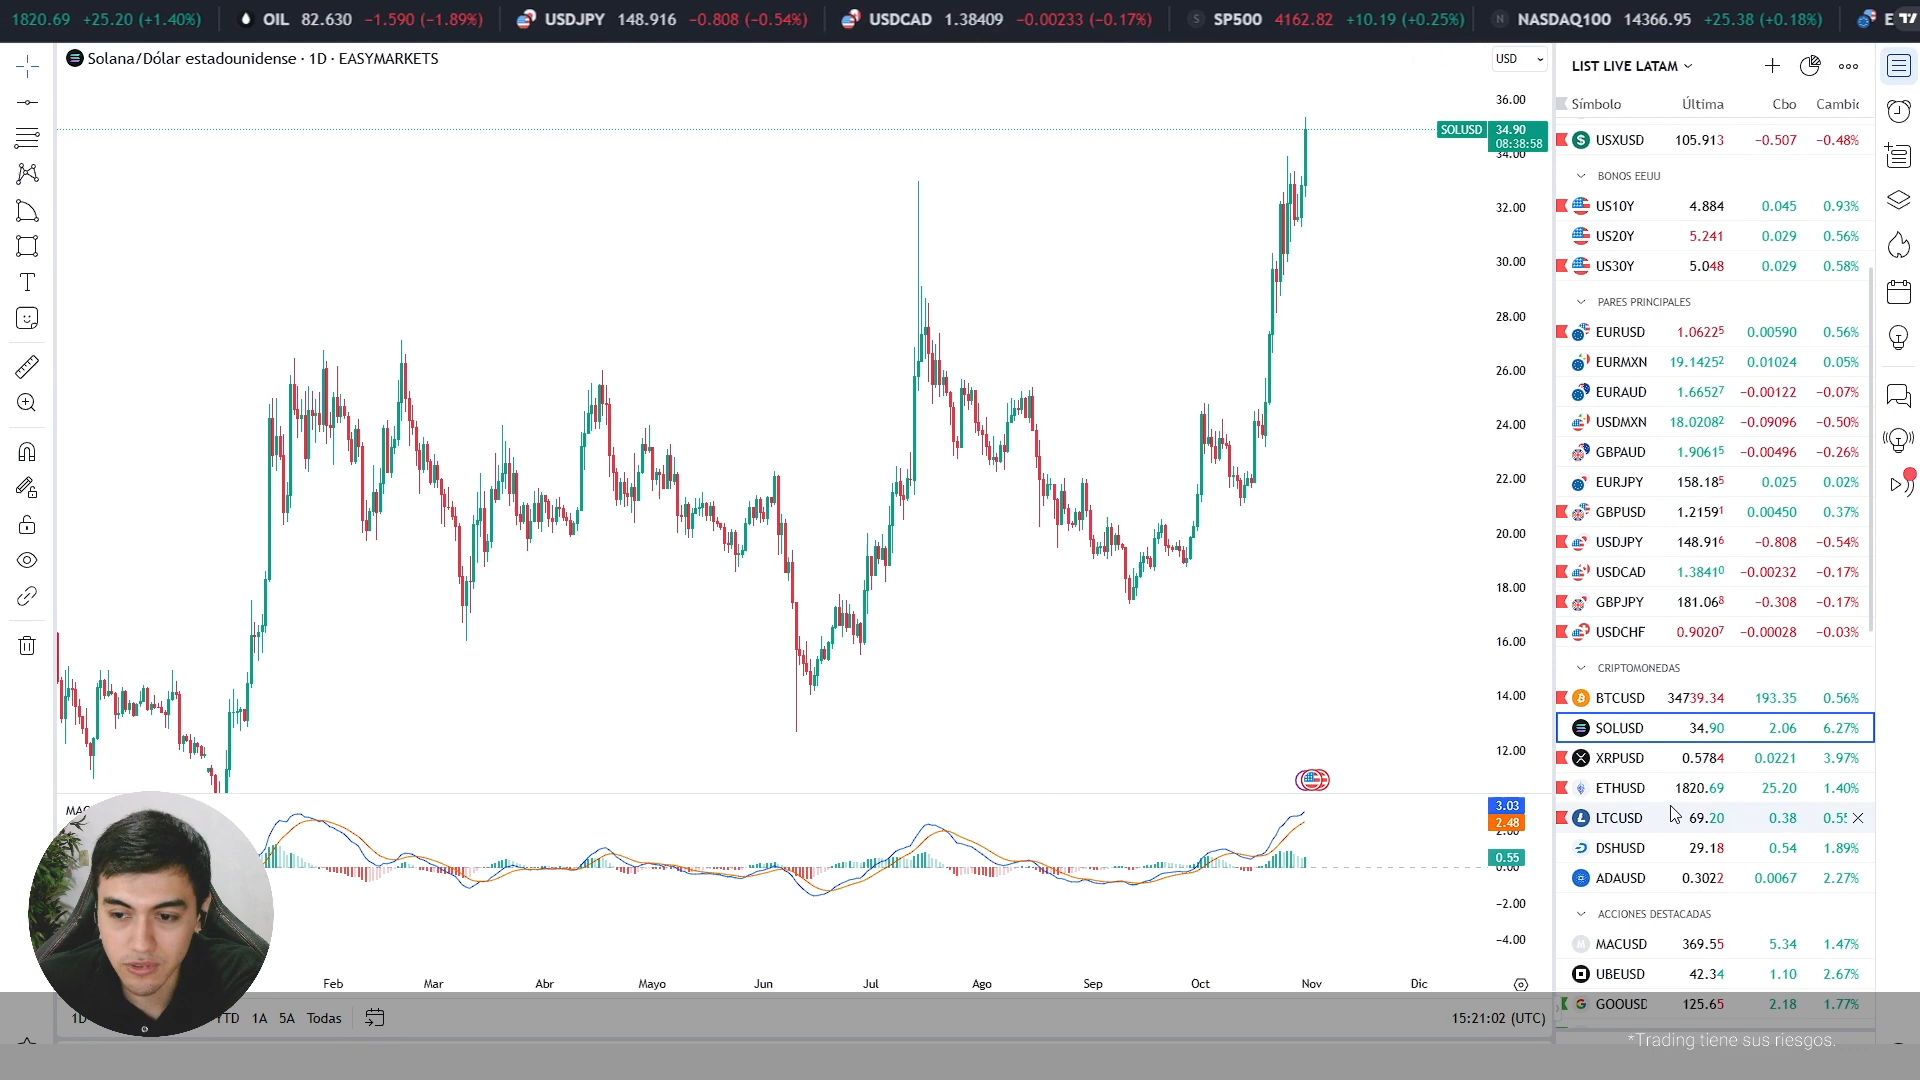 1820.69 +25.20 (+1.40%) OIL 82.630 −1.590 (−1.89%) USDJPY 148.916 −0.808 (−0.54%) USDCAD 1.38409 −0.00233 (−0.17%) S SP500 4162.82 +10.19 (+0.25%) N NASDAQ100 14366.95 +25.38 (+0.18%) E
Solana/Dólar estadounidense · 1D · EASYMARKETS
USD
36.00
SOLUSD 34.90
08:38:58
34.00
32.00
30.00
28.00
26.00
24.00
22.00
20.00
18.00
16.00
14.00
12.00
3.03
2.48
2.00
0.55
0.00
−2.00
−4.00
Feb Mar Abr Mayo Jun Jul Ago Sep Oct Nov Dic
1D YTD 1A 5A Todas
15:21:02 (UTC)
LIST LIVE LATAM
Símbolo Última Cbo Cambic
USXUSD 105.913 −0.507 −0.48%
BONOS EEUU
US10Y 4.884 0.045 0.93%
US20Y 5.241 0.029 0.56%
US30Y 5.048 0.029 0.58%
PARES PRINCIPALES
EURUSD 1.06225 0.00590 0.56%
EURMXN 19.14252 0.01024 0.05%
EURAUD 1.66527 −0.00122 −0.07%
USDMXN 18.02082 −0.09096 −0.50%
GBPAUD 1.90615 −0.00496 −0.26%
EURJPY 158.185 0.025 0.02%
GBPUSD 1.21591 0.00450 0.37%
USDJPY 148.916 −0.808 −0.54%
USDCAD 1.38410 −0.00232 −0.17%
GBPJPY 181.068 −0.308 −0.17%
USDCHF 0.90207 −0.00028 −0.03%
CRIPTOMONEDAS
BTCUSD 34739.34 193.35 0.56%
SOLUSD 34.90 2.06 6.27%
XRPUSD 0.5784 0.0221 3.97%
ETHUSD 1820.69 25.20 1.40%
LTCUSD 69.20 0.38 0.55
DSHUSD 29.18 0.54 1.89%
ADAUSD 0.3022 0.0067 2.27%
ACCIONES DESTACADAS
M MACUSD 369.55 5.34 1.47%
UBEUSD 42.34 1.10 2.67%
G GOOUSD 125.65 2.18 1.77%
*Trading tiene sus riesgos.